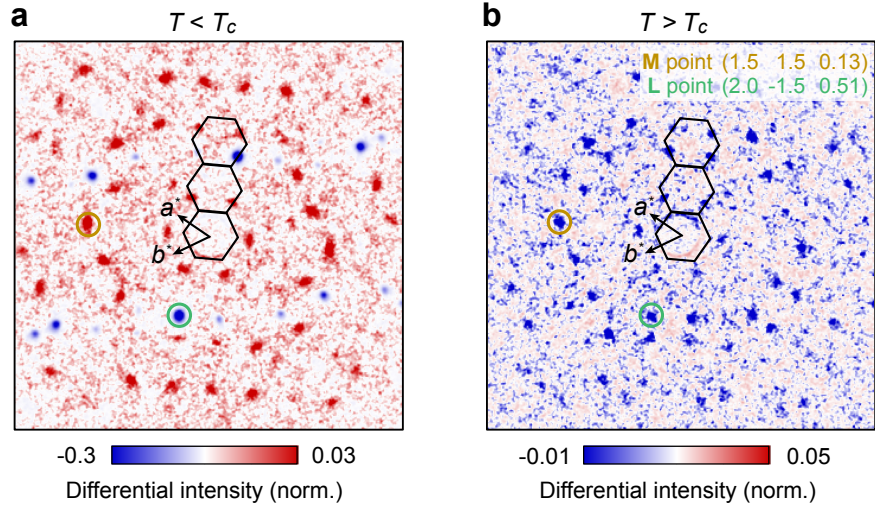 a
T < Tc
a*
b*
-0.3
0.03
Differential intensity (norm.)
b
T > Tc
M point (1.5 1.5 0.13)
L point (2.0 -1.5 0.51)
a*
b*
-0.01
0.05
Differential intensity (norm.)